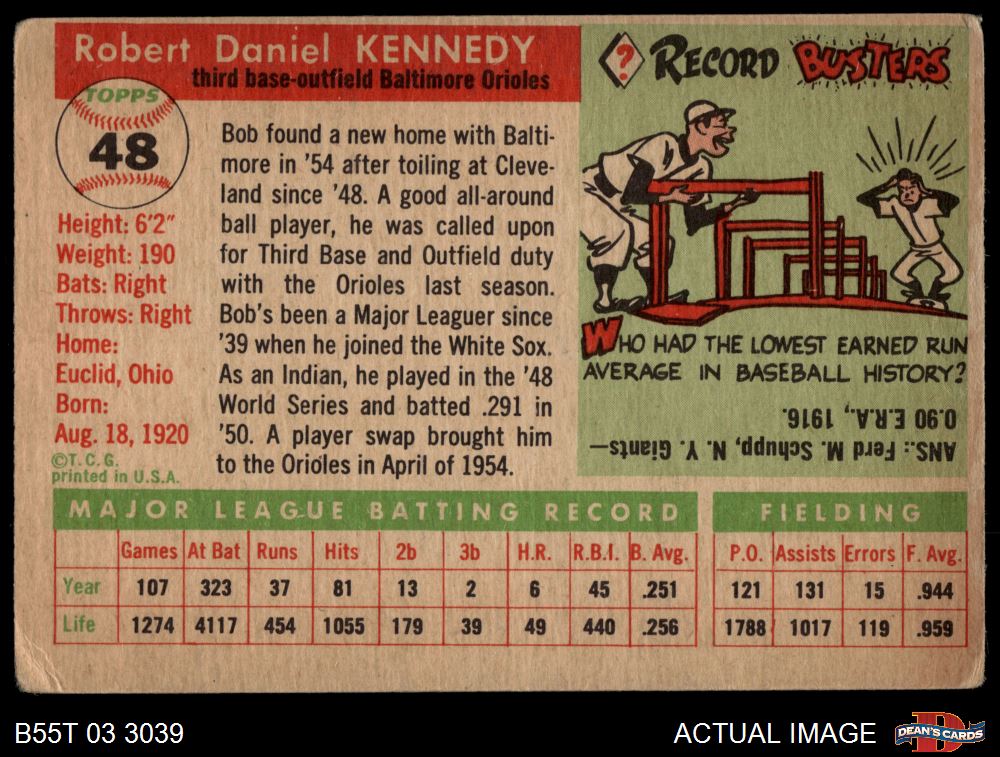 Robert Daniel KENNEDY
third base-outfield Baltimore Orioles
TOPPS
48
Height: 6'2"
Weight: 190
Bats: Right
Throws: Right
Home:
Euclid, Ohio
Born:
Aug. 18, 1920
©T.C.G.
printed in U.S.A.
Bob found a new home with Balti-
more in '54 after toiling at Cleve-
land since '48. A good all-around
ball player, he was called upon
for Third Base and Outfield duty
with the Orioles last season.
Bob's been a Major Leaguer since
'39 when he joined the White Sox.
As an Indian, he played in the '48
World Series and batted .291 in
'50. A player swap brought him
to the Orioles in April of 1954.
? RECORD BUSTERS
WHO HAD THE LOWEST EARNED RUN
AVERAGE IN BASEBALL HISTORY?
ANS.: Ferd M. Schupp, N. Y. Giants—
0.90 E.R.A., 1916.
MAJOR LEAGUE BATTING RECORD
Games At Bat Runs Hits 2b 3b H.R. R.B.I. B. Avg.
Year 107 323 37 81 13 2 6 45 .251
Life 1274 4117 454 1055 179 39 49 440 .256
FIELDING
P.O. Assists Errors F. Avg.
121 131 15 .944
1788 1017 119 .959
B55T 03 3039
ACTUAL IMAGE
D
DEAN'S CARDS